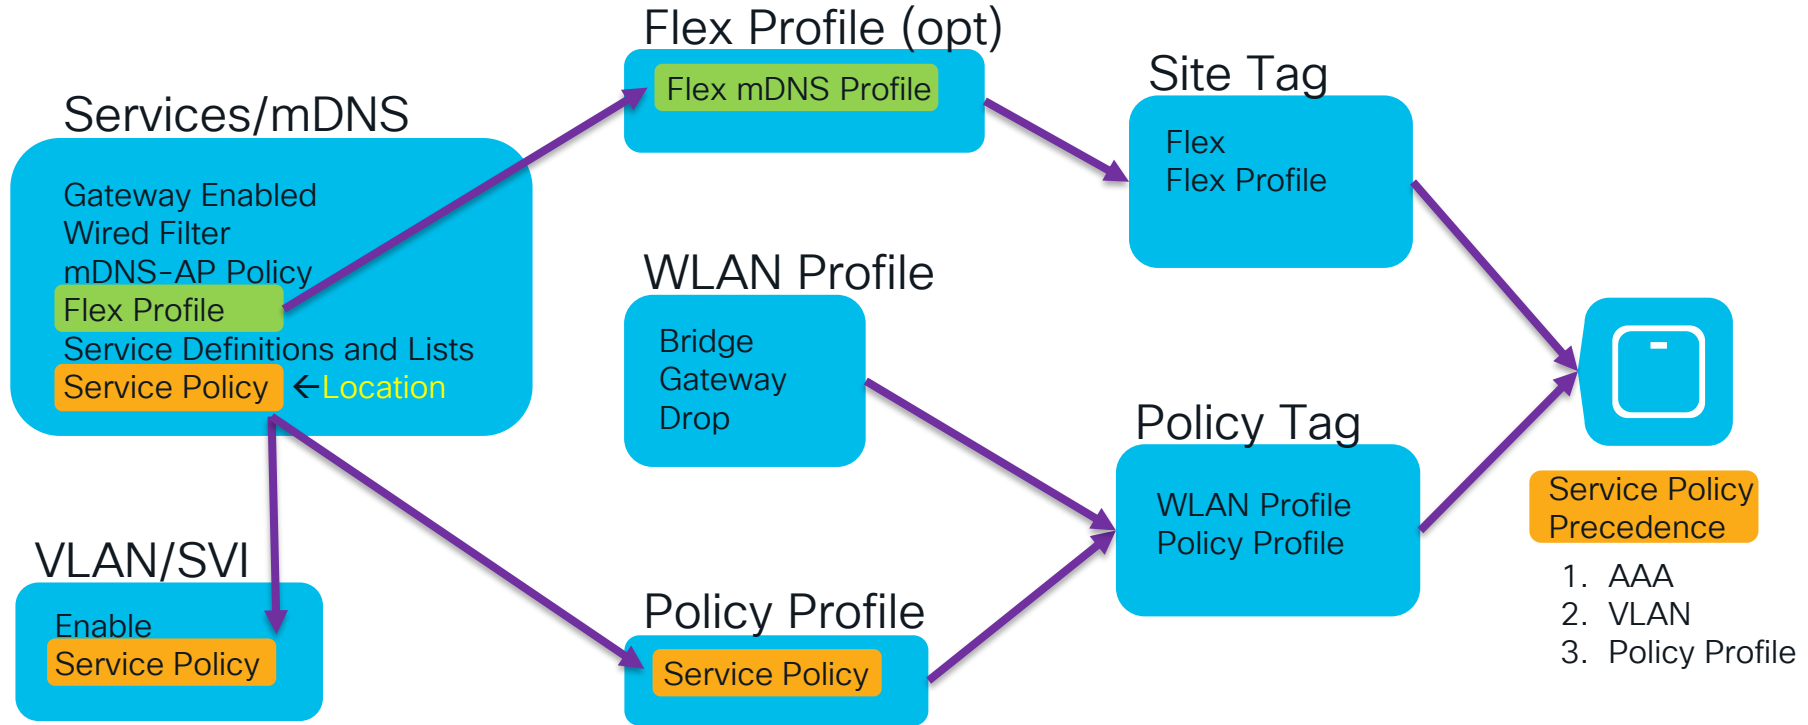 Flex Profile (opt)
Flex mDNS Profile
Site Tag
Flex
Flex Profile
Services/mDNS
Gateway Enabled
Wired Filter
mDNS-AP Policy
Flex Profile
Service Definitions and Lists
Service Policy ←Location
WLAN Profile
Bridge
Gateway
Drop
Policy Tag
WLAN Profile
Policy Profile
VLAN/SVI
Enable
Service Policy
Policy Profile
Service Policy
Service Policy
Precedence
1. AAA
2. VLAN
3. Policy Profile